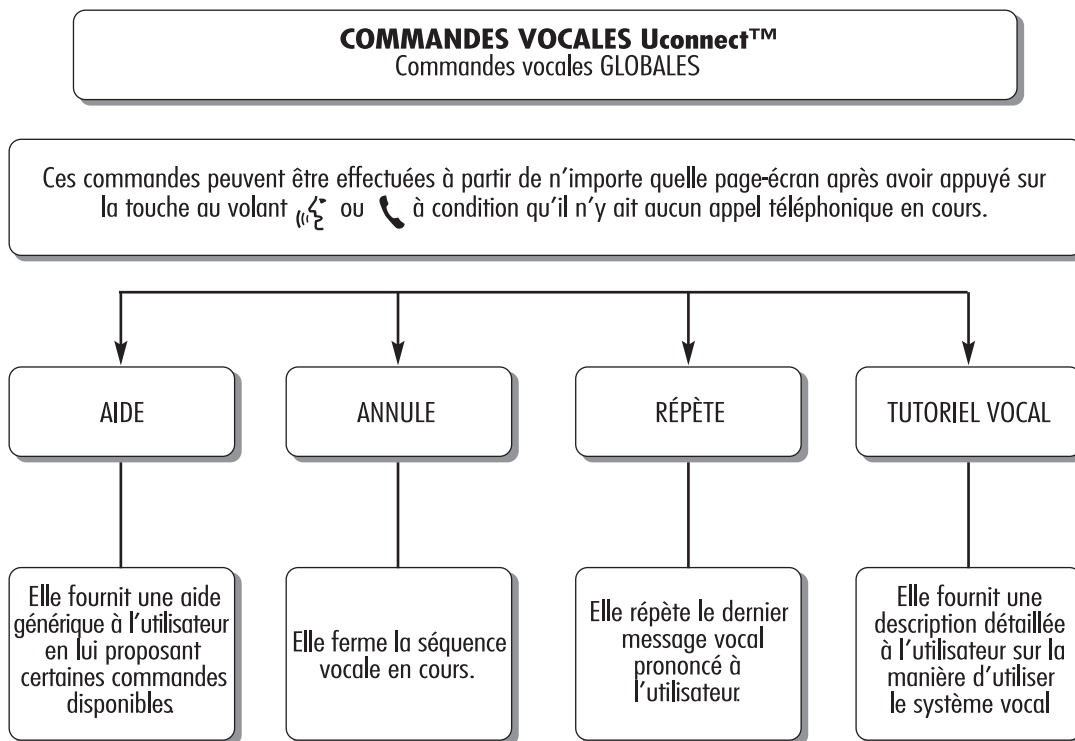 COMMANDES VOCALES Uconnect™
Commandes vocales GLOBALES
Ces commandes peuvent être effectuées à partir de n'importe quelle page-écran après avoir appuyé sur
la touche au volant ou à condition qu'il n'y ait aucun appel téléphonique en cours.
AIDE
ANNULE
RÉPÈTE
TUTORIEL VOCAL
Elle fournit une aide
générique à l'utilisateur
en lui proposant
certaines commandes
disponibles.
Elle ferme la séquence
vocale en cours.
Elle répète le dernier
message vocal
prononcé à
l'utilisateur.
Elle fournit une
description détaillée
à l'utilisateur sur la
manière d'utiliser
le système vocal